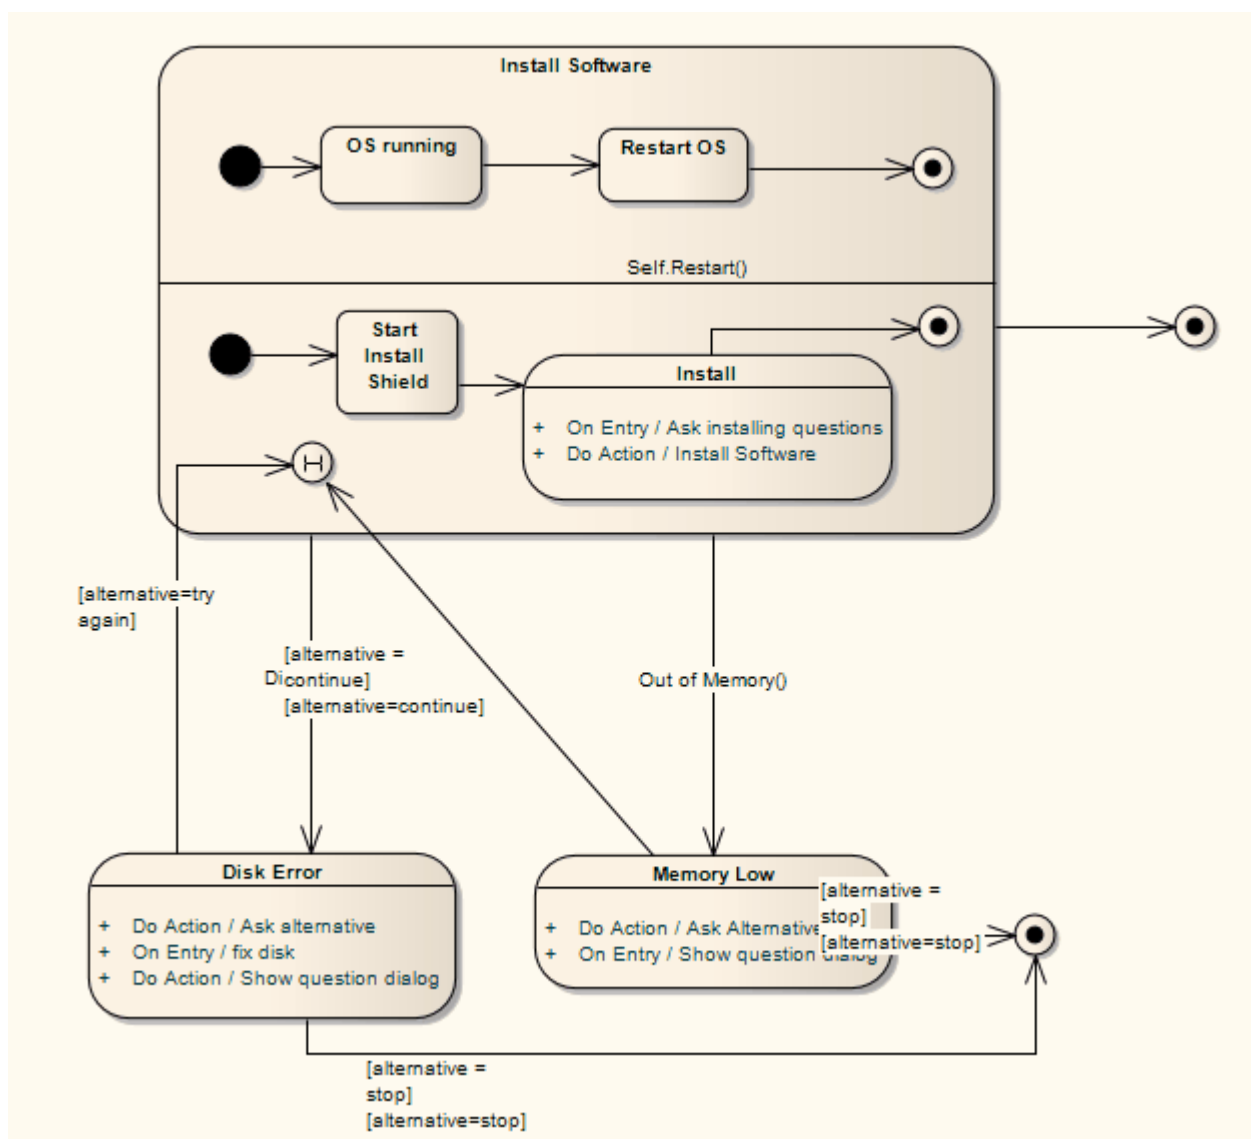 Install Software
OS running
Restart OS
Self.Restart()
Start
Install
Shield
Install
+ On Entry / Ask installing questions
+ Do Action / Install Software
H
[alternative=try
again]
[alternative =
Dicontinue]
[alternative=continue]
Out of Memory()
Disk Error
+ Do Action / Ask alternative
+ On Entry / fix disk
+ Do Action / Show question dialog
Memory Low
+ Do Action / Ask Alternative
+ On Entry / Show question dialog
[alternative =
stop]
[alternative=stop]
[alternative =
stop]
[alternative=stop]